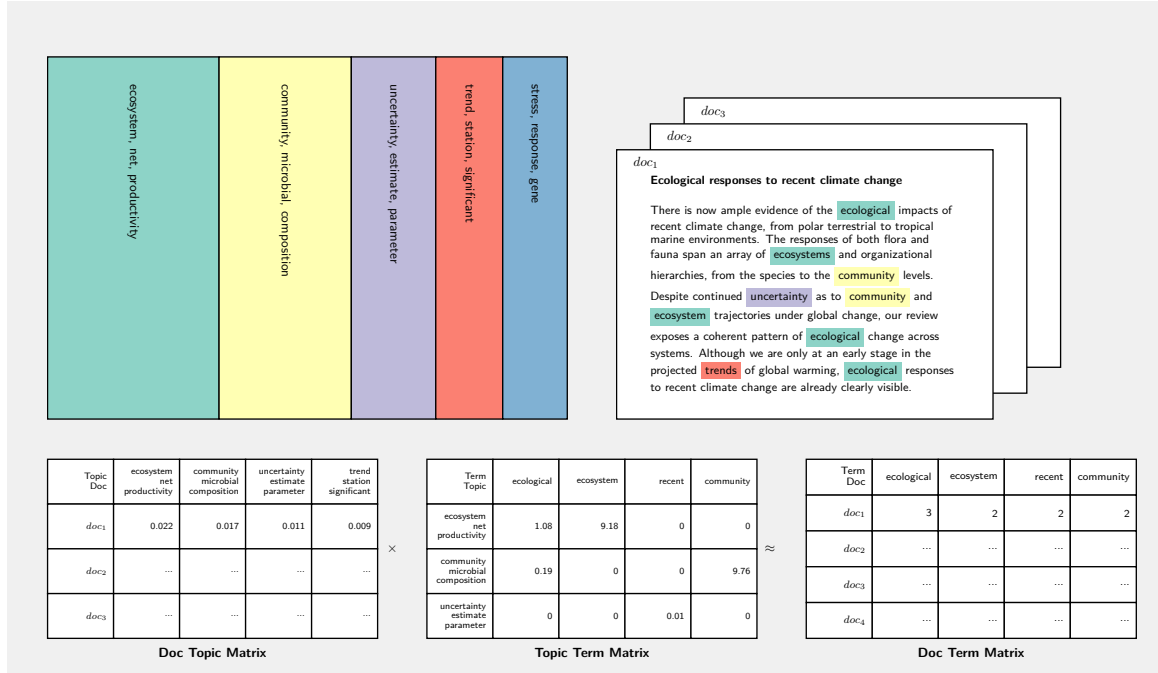 ecosystem, net, productivity
community, microbial, composition
uncertainty, estimate, parameter
trend, station, significant
stress, response, gene
doc3
doc2
doc1
Ecological responses to recent climate change
There is now ample evidence of the ecological impacts of
recent climate change, from polar terrestrial to tropical
marine environments. The responses of both flora and
fauna span an array of ecosystems and organizational
hierarchies, from the species to the community levels.
Despite continued uncertainty as to community and
ecosystem trajectories under global change, our review
exposes a coherent pattern of ecological change across
systems. Although we are only at an early stage in the
projected trends of global warming, ecological responses
to recent climate change are already clearly visible.
Topic
Doc
ecosystem
net
productivity
community
microbial
composition
uncertainty
estimate
parameter
trend
station
significant
doc1 0.022 0.017 0.011 0.009
doc2 ... ... ... ...
doc3 ... ... ... ...
Doc Topic Matrix
×
Term
Topic
ecological ecosystem recent community
ecosystem
net
productivity
1.08 9.18 0 0
community
microbial
composition
0.19 0 0 9.76
uncertainty
estimate
parameter
0 0 0.01 0
Topic Term Matrix
≈
Term
Doc
ecological ecosystem recent community
doc1 3 2 2 2
doc2 ... ... ... ...
doc3 ... ... ... ...
doc4 ... ... ... ...
Doc Term Matrix